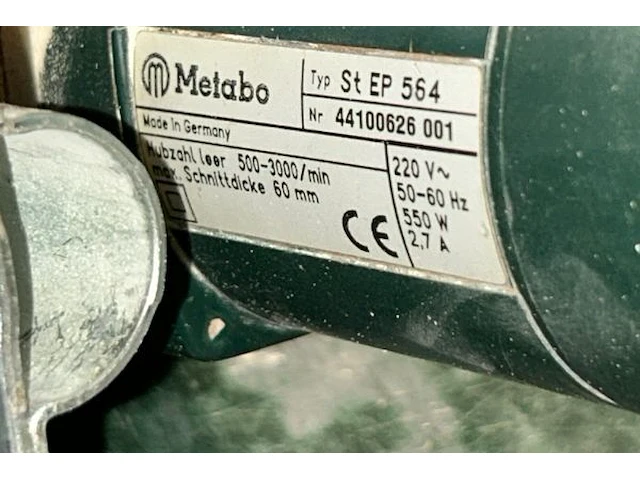 Metabo
Typ St EP 564
Nr 44100626 001
Made in Germany
Hubzahl leer 500-3000/min
max. Schnittdicke 60 mm
220 V~
50-60 Hz
550 W
2,7 A
CE